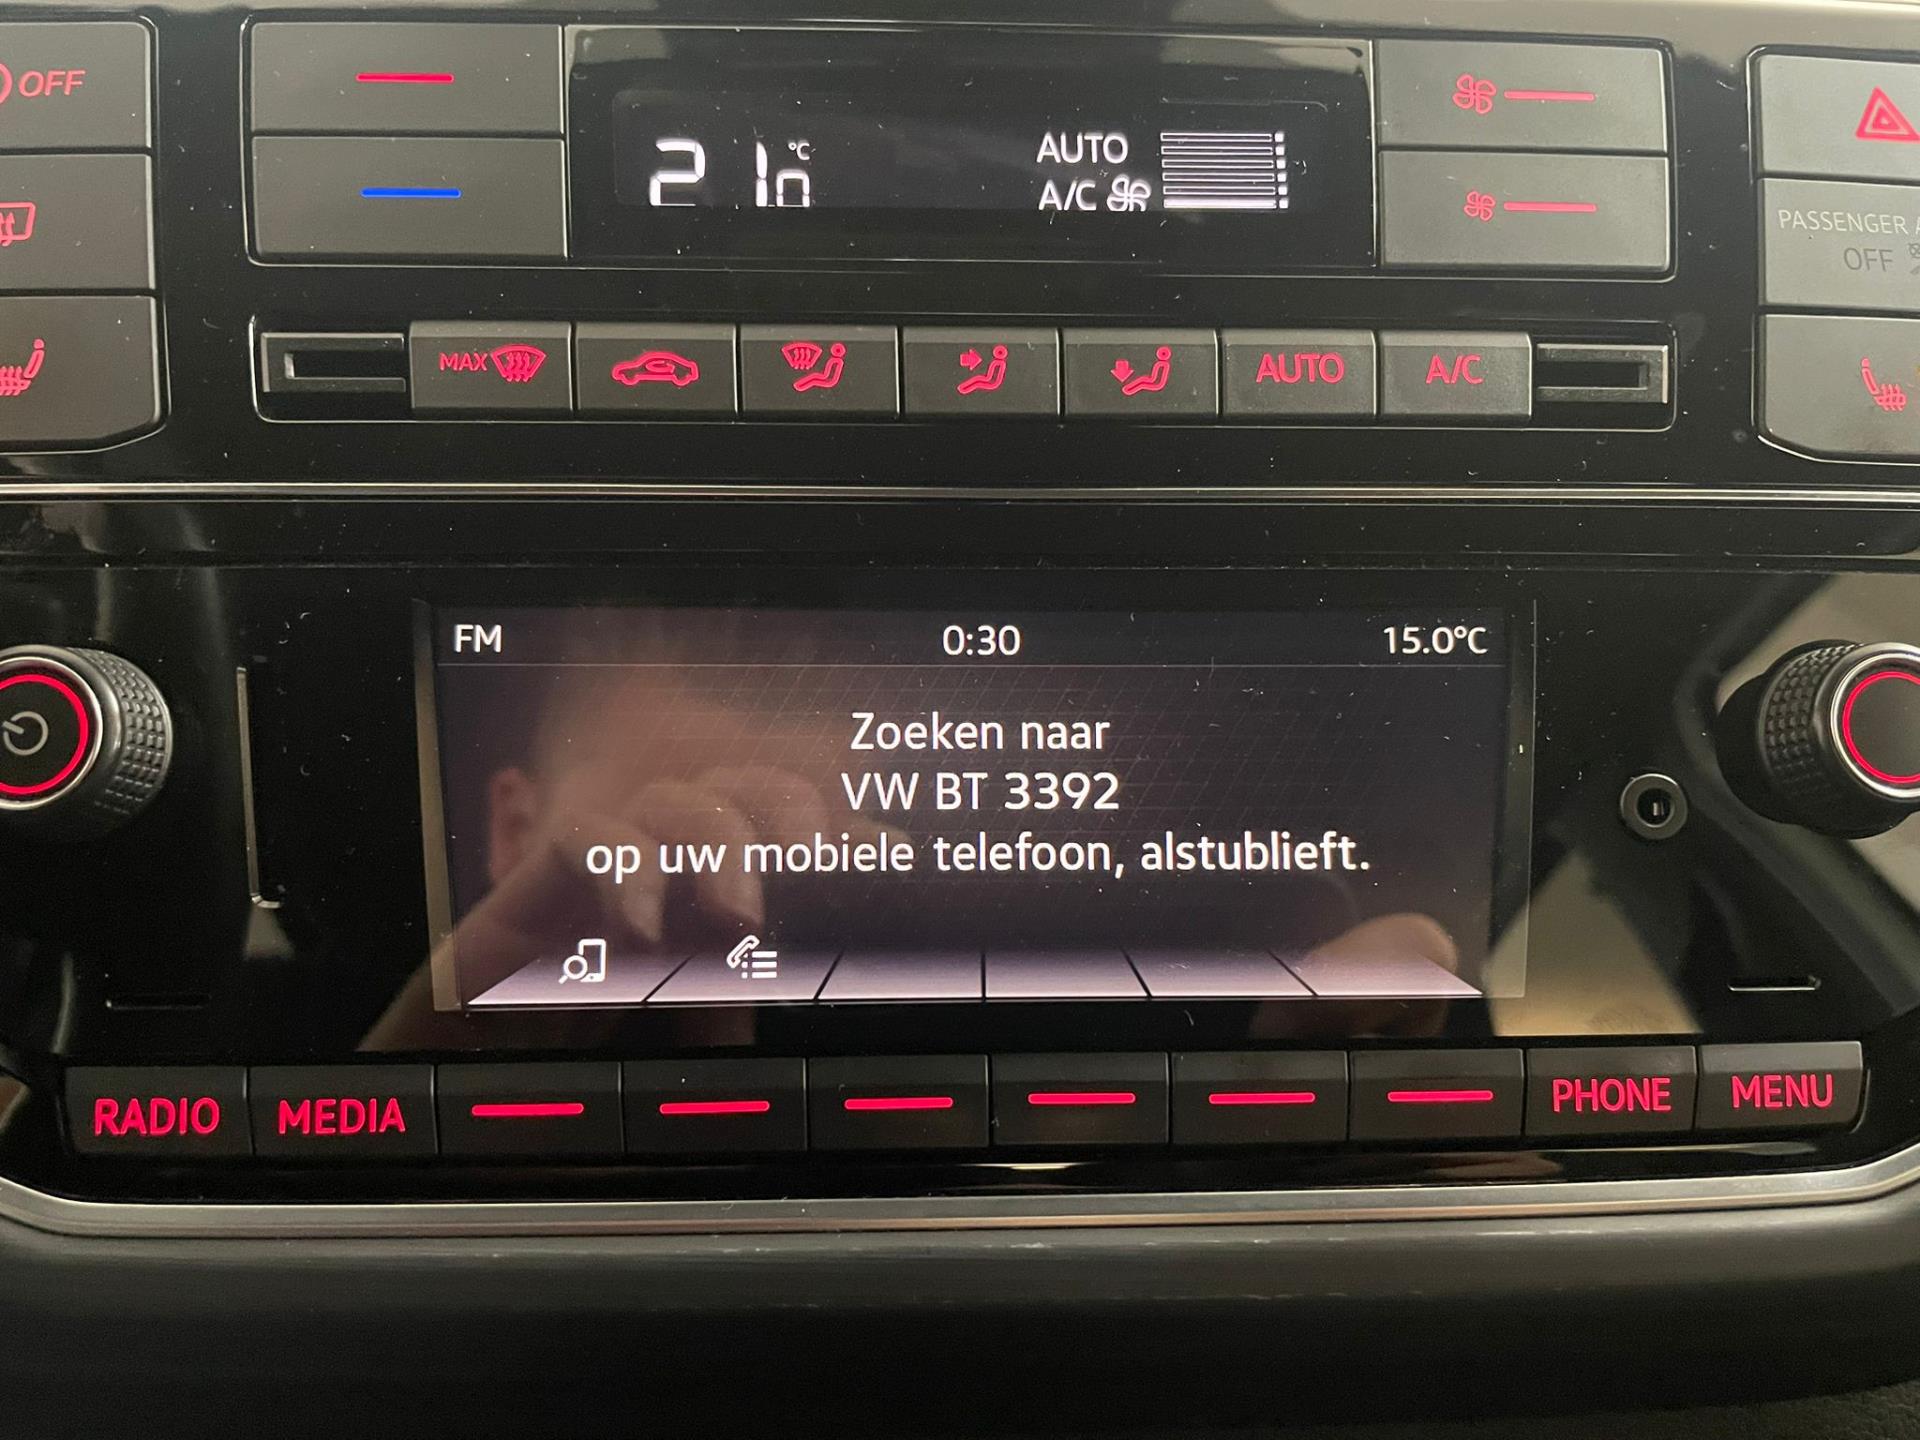 OFF
21.0 °C
AUTO
A/C
PASSENGER
OFF
MAX
AUTO
A/C
FM 0:30 15.0°C
Zoeken naar
VW BT 3392
op uw mobiele telefoon, alstublieft.
RADIO MEDIA PHONE MENU